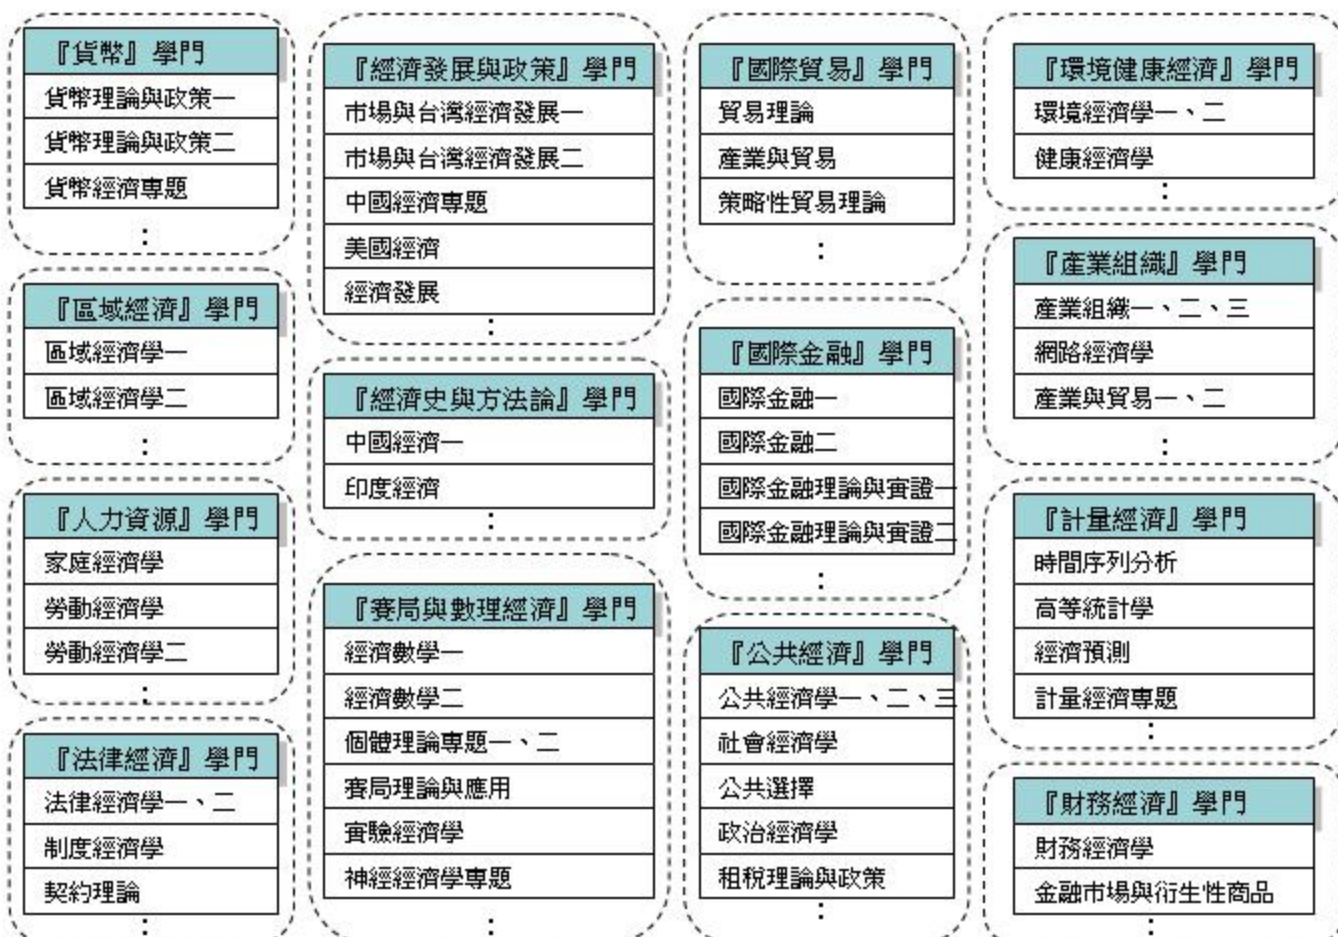 『貨幣』學門
貨幣理論與政策一
貨幣理論與政策二
貨幣經濟專題
:
『區域經濟』學門
區域經濟學一
區域經濟學二
:
『人力資源』學門
家庭經濟學
勞動經濟學
勞動經濟學二
:
『法律經濟』學門
法律經濟學一、二
制度經濟學
契約理論
:
『經濟發展與政策』學門
市場與台灣經濟發展一
市場與台灣經濟發展二
中國經濟專題
美國經濟
經濟發展
:
『經濟史與方法論』學門
中國經濟一
印度經濟
:
『賽局與數理經濟』學門
經濟數學一
經濟數學二
個體理論專題一、二
賽局理論與應用
實驗經濟學
神經經濟學專題
:
『國際貿易』學門
貿易理論
產業與貿易
策略性貿易理論
:
『國際金融』學門
國際金融一
國際金融二
國際金融理論與實證一
國際金融理論與實證二
:
『公共經濟』學門
公共經濟學一、二、三
社會經濟學
公共選擇
政治經濟學
租稅理論與政策
:
『環境健康經濟』學門
環境經濟學一、二
健康經濟學
:
『產業組織』學門
產業組織一、二、三
網路經濟學
產業與貿易一、二
:
『計量經濟』學門
時間序列分析
高等統計學
經濟預測
計量經濟專題
:
『財務經濟』學門
財務經濟學
金融市場與衍生性商品
: